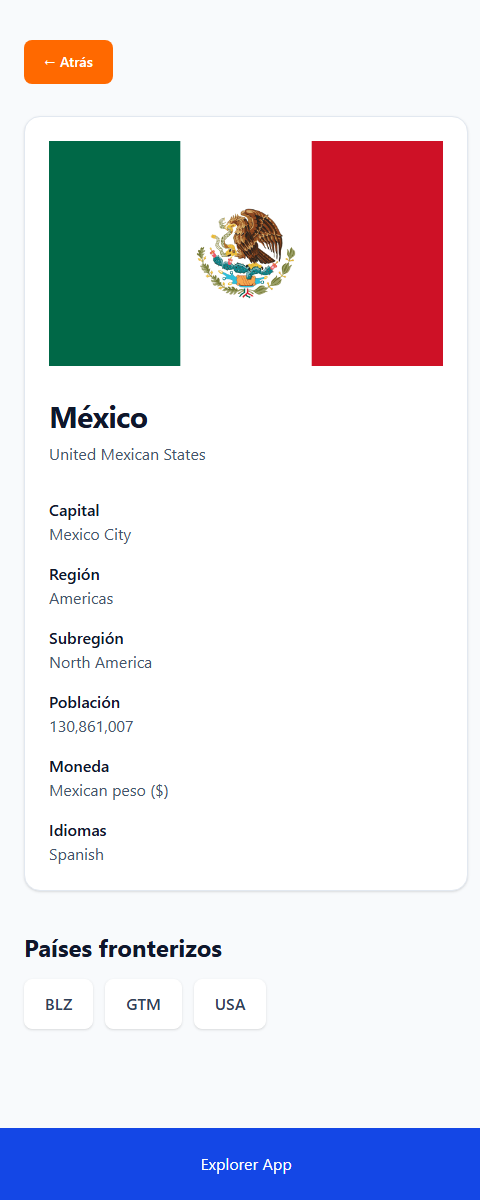 ← Atrás
México
United Mexican States
Capital
Mexico City
Región
Americas
Subregión
North America
Población
130,861,007
Moneda
Mexican peso ($)
Idiomas
Spanish
Países fronterizos
BLZ GTM USA
Explorer App